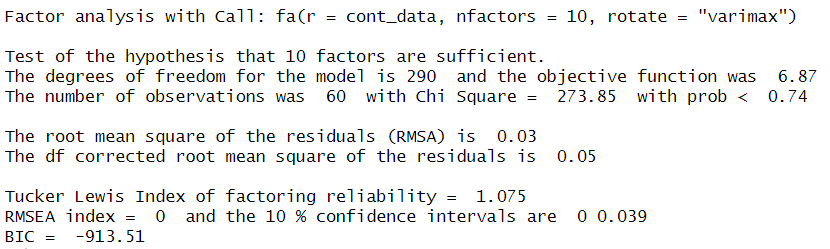 Factor analysis with Call: fa(r = cont_data, nfactors = 10, rotate = "varimax")
Test of the hypothesis that 10 factors are sufficient.
The degrees of freedom for the model is 290  and the objective function was  6.87
The number of observations was  60  with Chi Square =  273.85  with prob <  0.74
The root mean square of the residuals (RMSA) is  0.03
The df corrected root mean square of the residuals is  0.05
Tucker Lewis Index of factoring reliability =  1.075
RMSEA index =  0  and the 10 % confidence intervals are  0 0.039
BIC =  -913.51